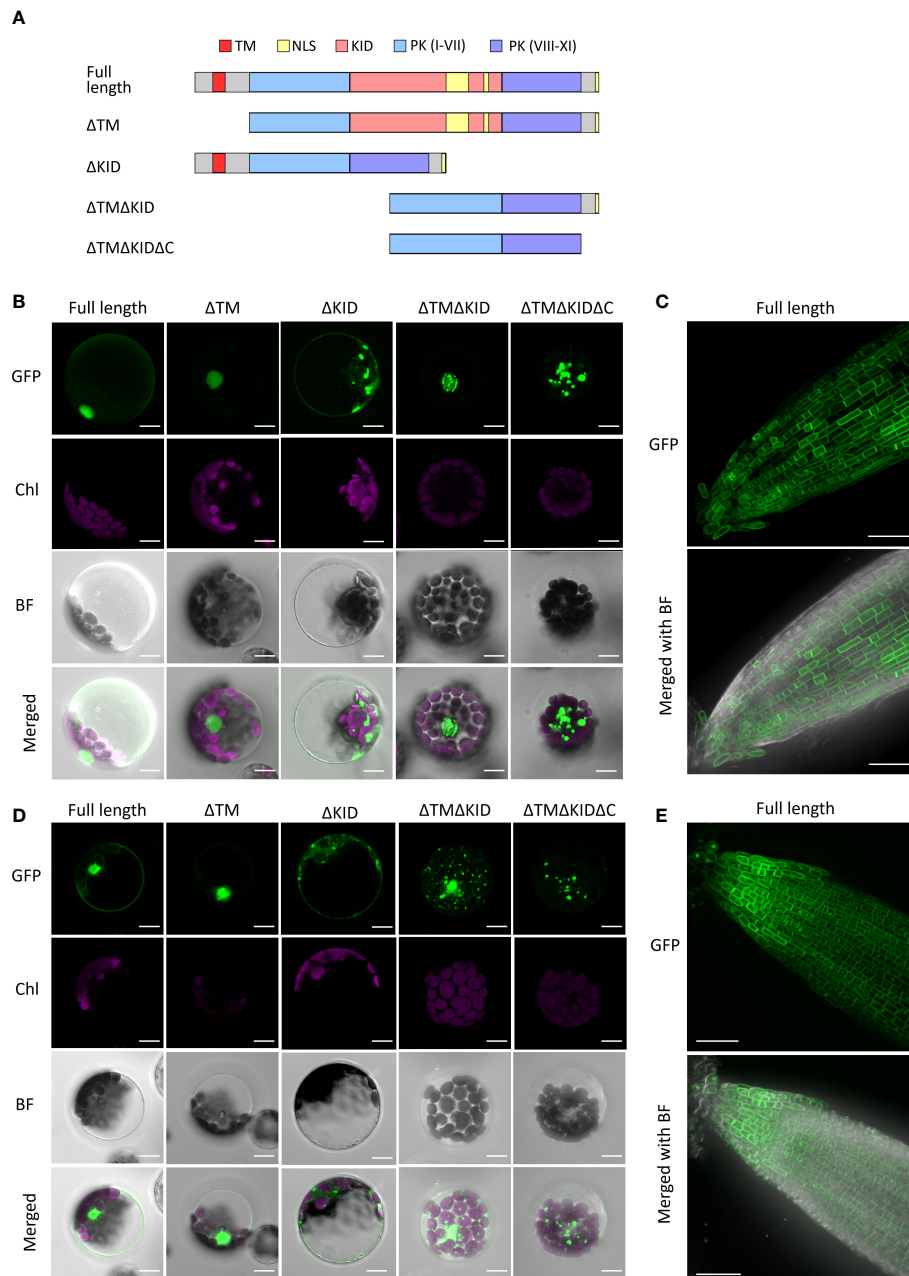 A
TM NLS KID PK (I-VII) PK (VIII-XI)
Full
length
ΔTM
ΔKID
ΔTMΔKID
ΔTMΔKIDΔC
B
Full length ΔTM ΔKID ΔTMΔKID ΔTMΔKIDΔC
GFP
Chl
BF
Merged
C
Full length
GFP
Merged with BF
D
Full length ΔTM ΔKID ΔTMΔKID ΔTMΔKIDΔC
GFP
Chl
BF
Merged
E
Full length
GFP
Merged with BF